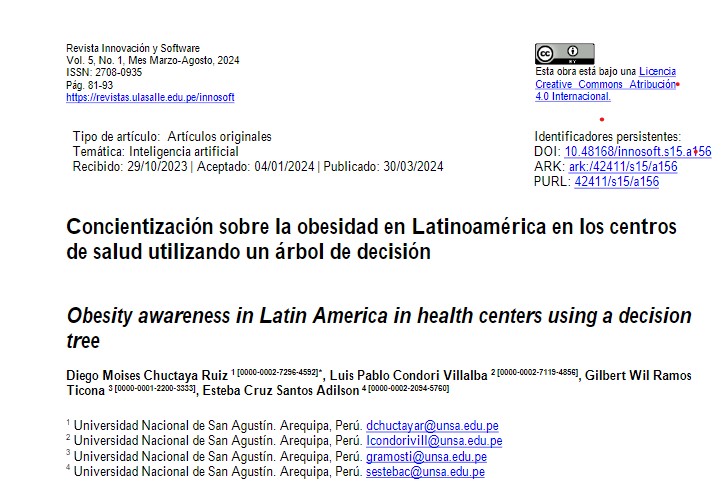 Revista Innovación y Software
Vol. 5, No. 1, Mes Marzo-Agosto, 2024
ISSN: 2708-0935
Pág. 81-93
https://revistas.ulasalle.edu.pe/innosoft
cc BY
Esta obra está bajo una Licencia
Creative Commons Atribución
4.0 Internacional.
Tipo de artículo: Artículos originales
Temática: Inteligencia artificial
Recibido: 29/10/2023 | Aceptado: 04/01/2024 | Publicado: 30/03/2024
Identificadores persistentes:
DOI: 10.48168/innosoft.s15.a156
ARK: ark:/42411/s15/a156
PURL: 42411/s15/a156
Concientización sobre la obesidad en Latinoamérica en los centros
de salud utilizando un árbol de decisión
Obesity awareness in Latin America in health centers using a decision
tree
Diego Moises Chuctaya Ruiz 1 [0000-0002-7296-4592]*, Luis Pablo Condori Villalba 2 [0000-0002-7119-4856], Gilbert Wil Ramos
Ticona 3 [0000-0001-2200-3333], Esteba Cruz Santos Adilson 4 [0000-0002-2094-5760]
1 Universidad Nacional de San Agustín. Arequipa, Perú. dchuctayar@unsa.edu.pe
2 Universidad Nacional de San Agustín. Arequipa, Perú. lcondorivill@unsa.edu.pe
3 Universidad Nacional de San Agustín. Arequipa, Perú. gramosti@unsa.edu.pe
4 Universidad Nacional de San Agustín. Arequipa, Perú. sestebac@unsa.edu.pe